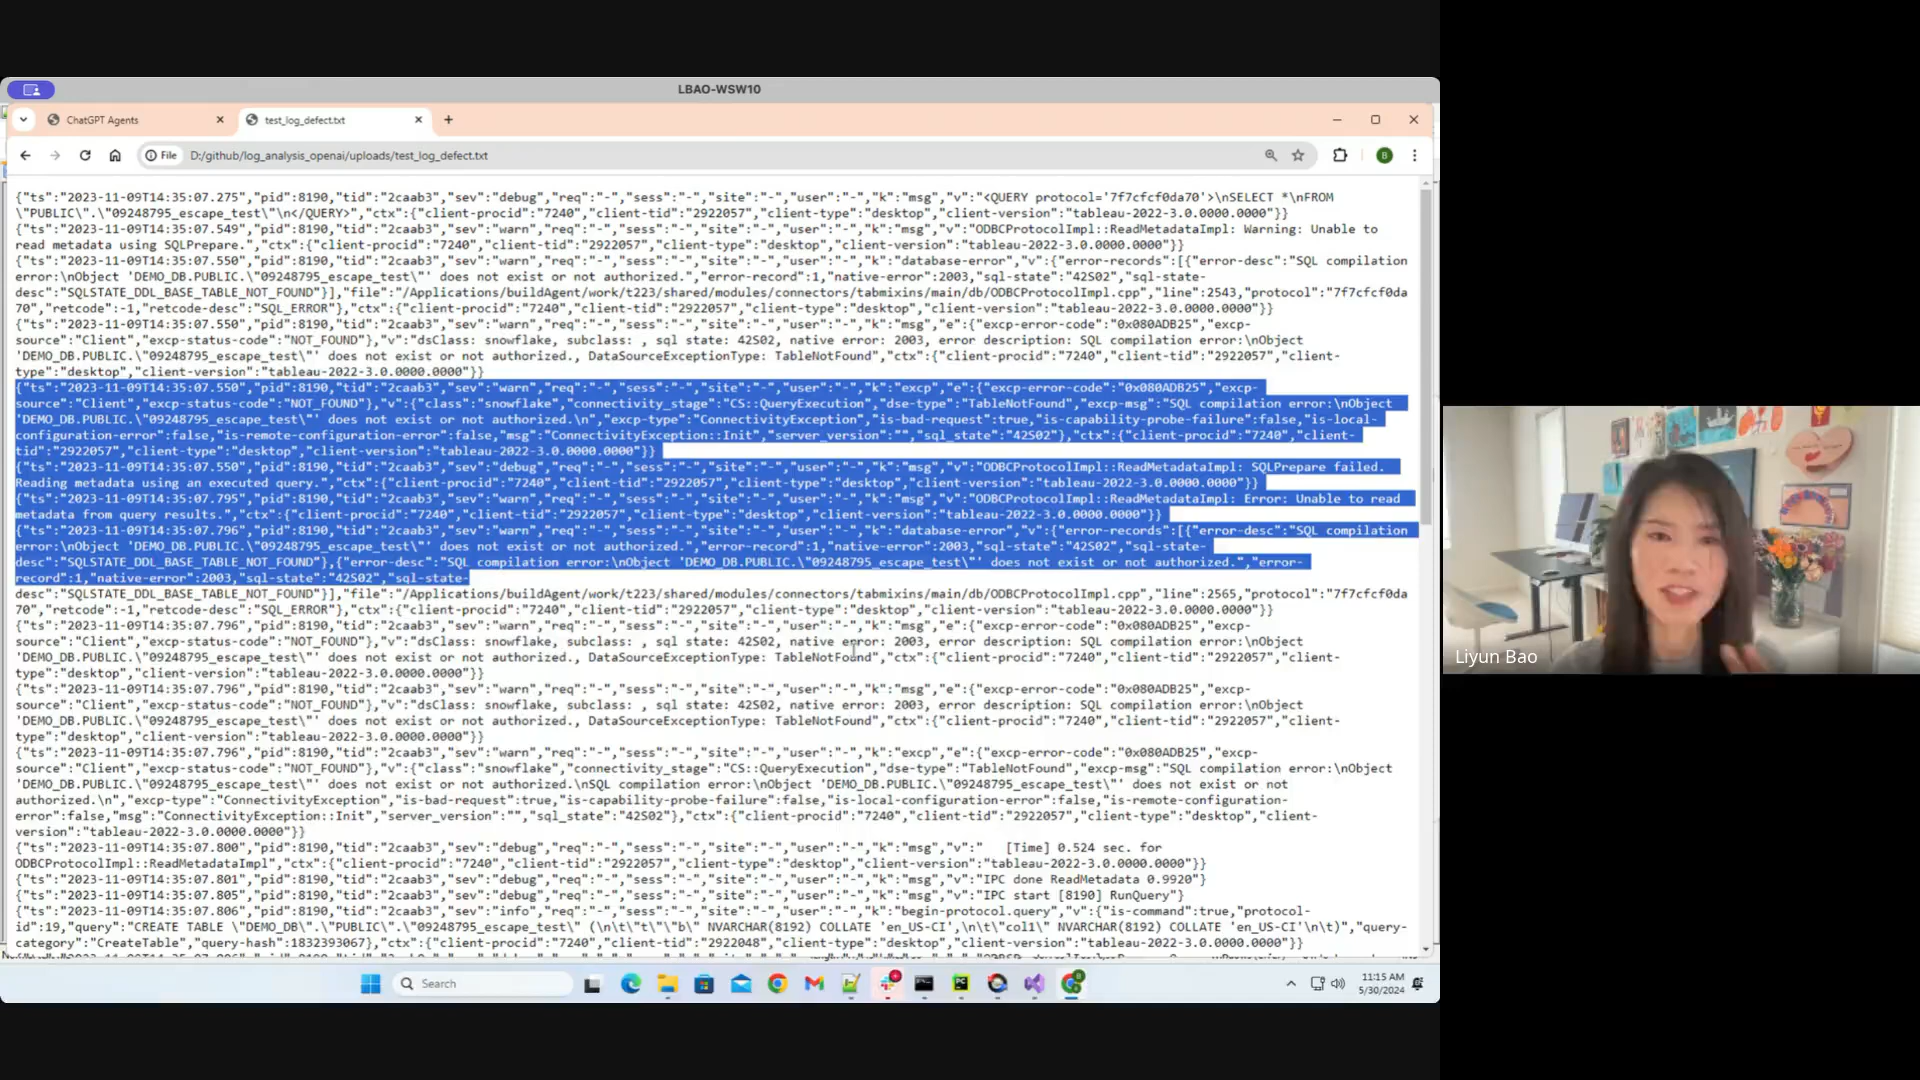 LBAO-WSW10
ChatGPT Agents
test_log_defect.txt
File
D:/github/log_analysis_openai/uploads/test_log_defect.txt
B
{"ts":"2023-11-09T14:35:07.275","pid":8190,"tid":"2caab3","sev":"debug","req":"-","sess":"-","site":"-","user":"-","k":"msg","v":"<QUERY protocol='7f7cfcf0da70'>\nSELECT *\nFROM
\"PUBLIC\".\"09248795_escape_test\"\n</QUERY>","ctx":{"client-procid":"7240","client-tid":"2922057","client-type":"desktop","client-version":"tableau-2022-3.0.0000.0000"}}
{"ts":"2023-11-09T14:35:07.549","pid":8190,"tid":"2caab3","sev":"warn","req":"-","sess":"-","site":"-","user":"-","k":"msg","v":"ODBCProtocolImpl::ReadMetadataImpl: Warning: Unable to
read metadata using SQLPrepare.","ctx":{"client-procid":"7240","client-tid":"2922057","client-type":"desktop","client-version":"tableau-2022-3.0.0000.0000"}}
{"ts":"2023-11-09T14:35:07.550","pid":8190,"tid":"2caab3","sev":"warn","req":"-","sess":"-","site":"-","user":"-","k":"database-error","v":{"error-records":[{"error-desc":"SQL compilation
error:\nObject 'DEMO_DB.PUBLIC.\"09248795_escape_test\"' does not exist or not authorized.","error-record":1,"native-error":2003,"sql-state":"42S02","sql-state-
desc":"SQLSTATE_DDL_BASE_TABLE_NOT_FOUND"}],"file":"/Applications/buildAgent/work/t223/shared/modules/connectors/tabmixins/main/db/ODBCProtocolImpl.cpp","line":2543,"protocol":"7f7cfcf0da
70","retcode":-1,"retcode-desc":"SQL_ERROR"},"ctx":{"client-procid":"7240","client-tid":"2922057","client-type":"desktop","client-version":"tableau-2022-3.0.0000.0000"}}
{"ts":"2023-11-09T14:35:07.550","pid":8190,"tid":"2caab3","sev":"warn","req":"-","sess":"-","site":"-","user":"-","k":"msg","e":{"excp-error-code":"0x080ADB25","excp-
source":"Client","excp-status-code":"NOT_FOUND"},"v":"dsClass: snowflake, subclass: , sql state: 42S02, native error: 2003, error description: SQL compilation error:\nObject
'DEMO_DB.PUBLIC.\"09248795_escape_test\"' does not exist or not authorized., DataSourceExceptionType: TableNotFound","ctx":{"client-procid":"7240","client-tid":"2922057","client-
type":"desktop","client-version":"tableau-2022-3.0.0000.0000"}}
{"ts":"2023-11-09T14:35:07.550","pid":8190,"tid":"2caab3","sev":"warn","req":"-","sess":"-","site":"-","user":"-","k":"excp","e":{"excp-error-code":"0x080ADB25","excp-
source":"Client","excp-status-code":"NOT_FOUND"},"v":{"class":"snowflake","connectivity_stage":"CS::QueryExecution","dse-type":"TableNotFound","excp-msg":"SQL compilation error:\nObject
'DEMO_DB.PUBLIC.\"09248795_escape_test\"' does not exist or not authorized.\n","excp-type":"ConnectivityException","is-bad-request":true,"is-capability-probe-failure":false,"is-local-
configuration-error":false,"is-remote-configuration-error":false,"msg":"ConnectivityException::Init","server_version":"","sql_state":"42S02"},"ctx":{"client-procid":"7240","client-
tid":"2922057","client-type":"desktop","client-version":"tableau-2022-3.0.0000.0000"}}
{"ts":"2023-11-09T14:35:07.550","pid":8190,"tid":"2caab3","sev":"debug","req":"-","sess":"-","site":"-","user":"-","k":"msg","v":"ODBCProtocolImpl::ReadMetadataImpl: SQLPrepare failed.
Reading metadata using an executed query.","ctx":{"client-procid":"7240","client-tid":"2922057","client-type":"desktop","client-version":"tableau-2022-3.0.0000.0000"}}
{"ts":"2023-11-09T14:35:07.795","pid":8190,"tid":"2caab3","sev":"warn","req":"-","sess":"-","site":"-","user":"-","k":"msg","v":"ODBCProtocolImpl::ReadMetadataImpl: Error: Unable to read
metadata from query results.","ctx":{"client-procid":"7240","client-tid":"2922057","client-type":"desktop","client-version":"tableau-2022-3.0.0000.0000"}}
{"ts":"2023-11-09T14:35:07.796","pid":8190,"tid":"2caab3","sev":"warn","req":"-","sess":"-","site":"-","user":"-","k":"database-error","v":{"error-records":[{"error-desc":"SQL compilation
error:\nObject 'DEMO_DB.PUBLIC.\"09248795_escape_test\"' does not exist or not authorized.","error-record":1,"native-error":2003,"sql-state":"42S02","sql-state-
desc":"SQLSTATE_DDL_BASE_TABLE_NOT_FOUND"},{"error-desc":"SQL compilation error:\nObject 'DEMO_DB.PUBLIC.\"09248795_escape_test\"' does not exist or not authorized.","error-
record":1,"native-error":2003,"sql-state":"42S02","sql-state-
desc":"SQLSTATE_DDL_BASE_TABLE_NOT_FOUND"}],"file":"/Applications/buildAgent/work/t223/shared/modules/connectors/tabmixins/main/db/ODBCProtocolImpl.cpp","line":2565,"protocol":"7f7cfcf0da
70","retcode":-1,"retcode-desc":"SQL_ERROR"},"ctx":{"client-procid":"7240","client-tid":"2922057","client-type":"desktop","client-version":"tableau-2022-3.0.0000.0000"}}
{"ts":"2023-11-09T14:35:07.796","pid":8190,"tid":"2caab3","sev":"warn","req":"-","sess":"-","site":"-","user":"-","k":"msg","e":{"excp-error-code":"0x080ADB25","excp-
source":"Client","excp-status-code":"NOT_FOUND"},"v":"dsClass: snowflake, subclass: , sql state: 42S02, native error: 2003, error description: SQL compilation error:\nObject
'DEMO_DB.PUBLIC.\"09248795_escape_test\"' does not exist or not authorized., DataSourceExceptionType: TableNotFound","ctx":{"client-procid":"7240","client-tid":"2922057","client-
type":"desktop","client-version":"tableau-2022-3.0.0000.0000"}}
{"ts":"2023-11-09T14:35:07.796","pid":8190,"tid":"2caab3","sev":"warn","req":"-","sess":"-","site":"-","user":"-","k":"msg","e":{"excp-error-code":"0x080ADB25","excp-
source":"Client","excp-status-code":"NOT_FOUND"},"v":"dsClass: snowflake, subclass: , sql state: 42S02, native error: 2003, error description: SQL compilation error:\nObject
'DEMO_DB.PUBLIC.\"09248795_escape_test\"' does not exist or not authorized., DataSourceExceptionType: TableNotFound","ctx":{"client-procid":"7240","client-tid":"2922057","client-
type":"desktop","client-version":"tableau-2022-3.0.0000.0000"}}
{"ts":"2023-11-09T14:35:07.796","pid":8190,"tid":"2caab3","sev":"warn","req":"-","sess":"-","site":"-","user":"-","k":"excp","e":{"excp-error-code":"0x080ADB25","excp-
source":"Client","excp-status-code":"NOT_FOUND"},"v":{"class":"snowflake","connectivity_stage":"CS::QueryExecution","dse-type":"TableNotFound","excp-msg":"SQL compilation error:\nObject
'DEMO_DB.PUBLIC.\"09248795_escape_test\"' does not exist or not authorized.\nSQL compilation error:\nObject 'DEMO_DB.PUBLIC.\"09248795_escape_test\"' does not exist or not
authorized.\n","excp-type":"ConnectivityException","is-bad-request":true,"is-capability-probe-failure":false,"is-local-configuration-error":false,"is-remote-configuration-
error":false,"msg":"ConnectivityException::Init","server_version":"","sql_state":"42S02"},"ctx":{"client-procid":"7240","client-tid":"2922057","client-type":"desktop","client-
version":"tableau-2022-3.0.0000.0000"}}
{"ts":"2023-11-09T14:35:07.800","pid":8190,"tid":"2caab3","sev":"debug","req":"-","sess":"-","site":"-","user":"-","k":"msg","v":"   [Time] 0.524 sec. for
ODBCProtocolImpl::ReadMetadataImpl","ctx":{"client-procid":"7240","client-tid":"2922057","client-type":"desktop","client-version":"tableau-2022-3.0.0000.0000"}}
{"ts":"2023-11-09T14:35:07.801","pid":8190,"tid":"2caab3","sev":"debug","req":"-","sess":"-","site":"-","user":"-","k":"msg","v":"IPC done ReadMetadata 0.9920"}
{"ts":"2023-11-09T14:35:07.805","pid":8190,"tid":"2caab3","sev":"debug","req":"-","sess":"-","site":"-","user":"-","k":"msg","v":"IPC start [8190] RunQuery"}
{"ts":"2023-11-09T14:35:07.806","pid":8190,"tid":"2caab3","sev":"info","req":"-","sess":"-","site":"-","user":"-","k":"begin-protocol.query","v":{"is-command":true,"protocol-
id":19,"query":"CREATE TABLE \"DEMO_DB\".\"PUBLIC\".\"09248795_escape_test\" (\n\t\"t\"\"b\" NVARCHAR(8192) COLLATE 'en_US-CI',\n\t\"col1\" NVARCHAR(8192) COLLATE 'en_US-CI'\n\t)","query-
category":"CreateTable","query-hash":1832393067},"ctx":{"client-procid":"7240","client-tid":"2922048","client-type":"desktop","client-version":"tableau-2022-3.0.0000.0000"}}
Liyun Bao
Search
11:15 AM
5/30/2024